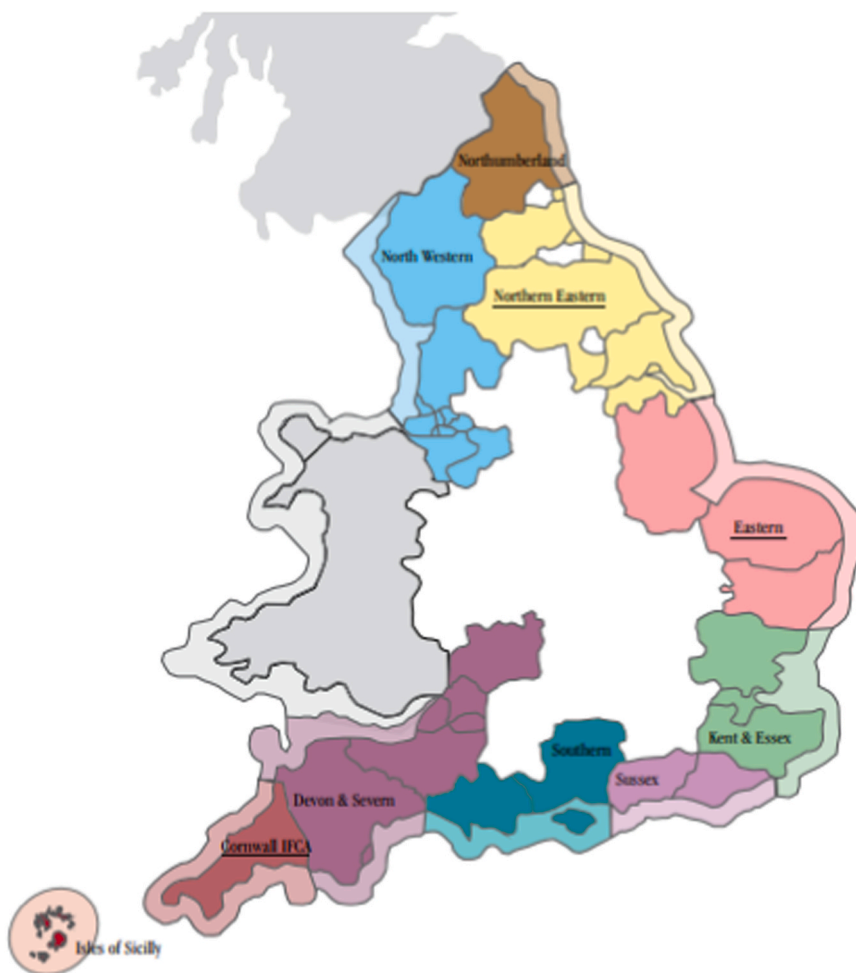 Northumberland
North Western
Northern Eastern
Eastern
Kent & Essex
Southern
Sussex
Devon & Severn
Cornwall IFCA
Isles of Sicilly